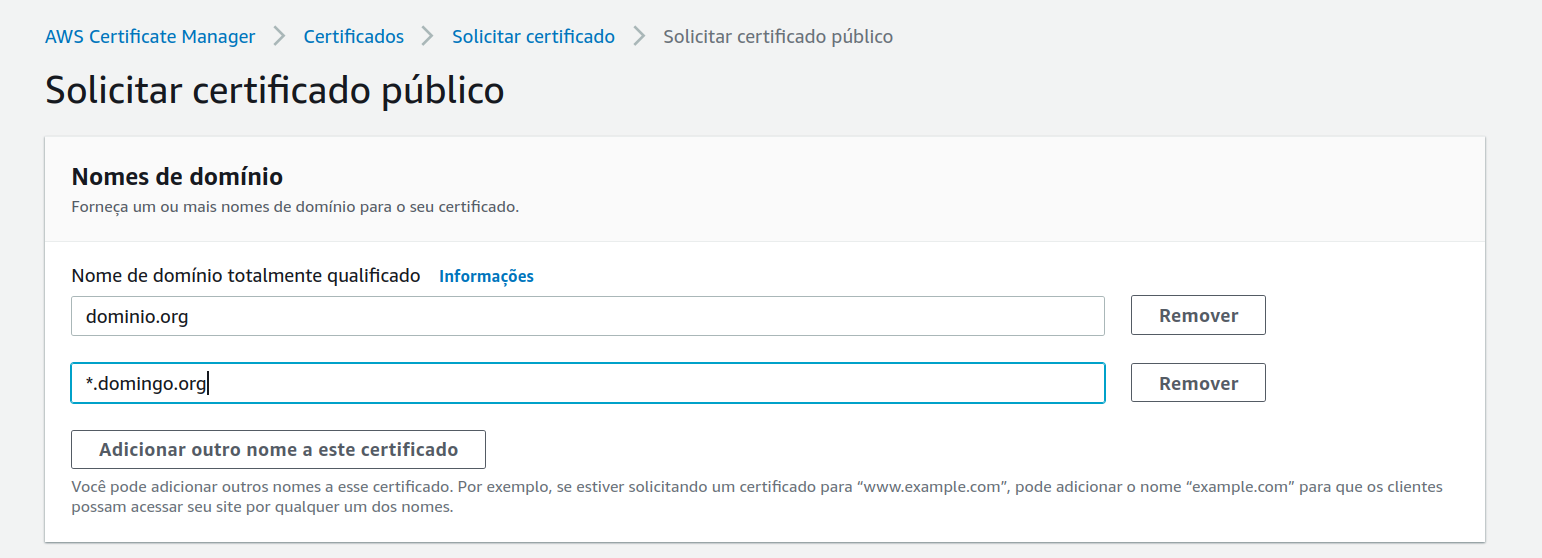 AWS Certificate Manager > Certificados > Solicitar certificado > Solicitar certificado público
Solicitar certificado público
Nomes de domínio
Forneça um ou mais nomes de domínio para o seu certificado.
Nome de domínio totalmente qualificado Informações
dominio.org Remover
*.domingo.org Remover
Adicionar outro nome a este certificado
Você pode adicionar outros nomes a esse certificado. Por exemplo, se estiver solicitando um certificado para “www.example.com”, pode adicionar o nome “example.com” para que os clientes
possam acessar seu site por qualquer um dos nomes.